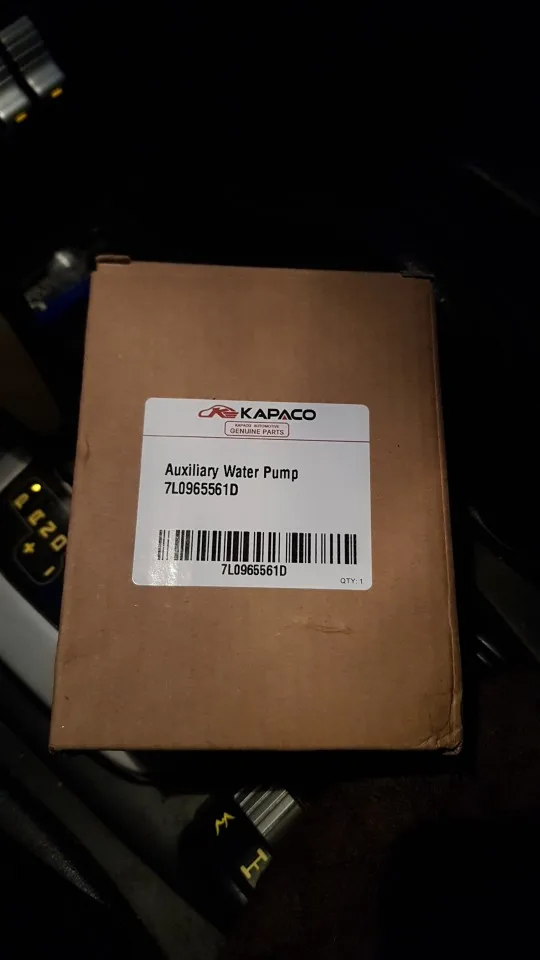 KAPACO
KAPACO AUTOMOTIVE
GENUINE PARTS
Auxiliary Water Pump
7L0965561D
7L0965561D
QTY: 1
P
R
N
D
+
-